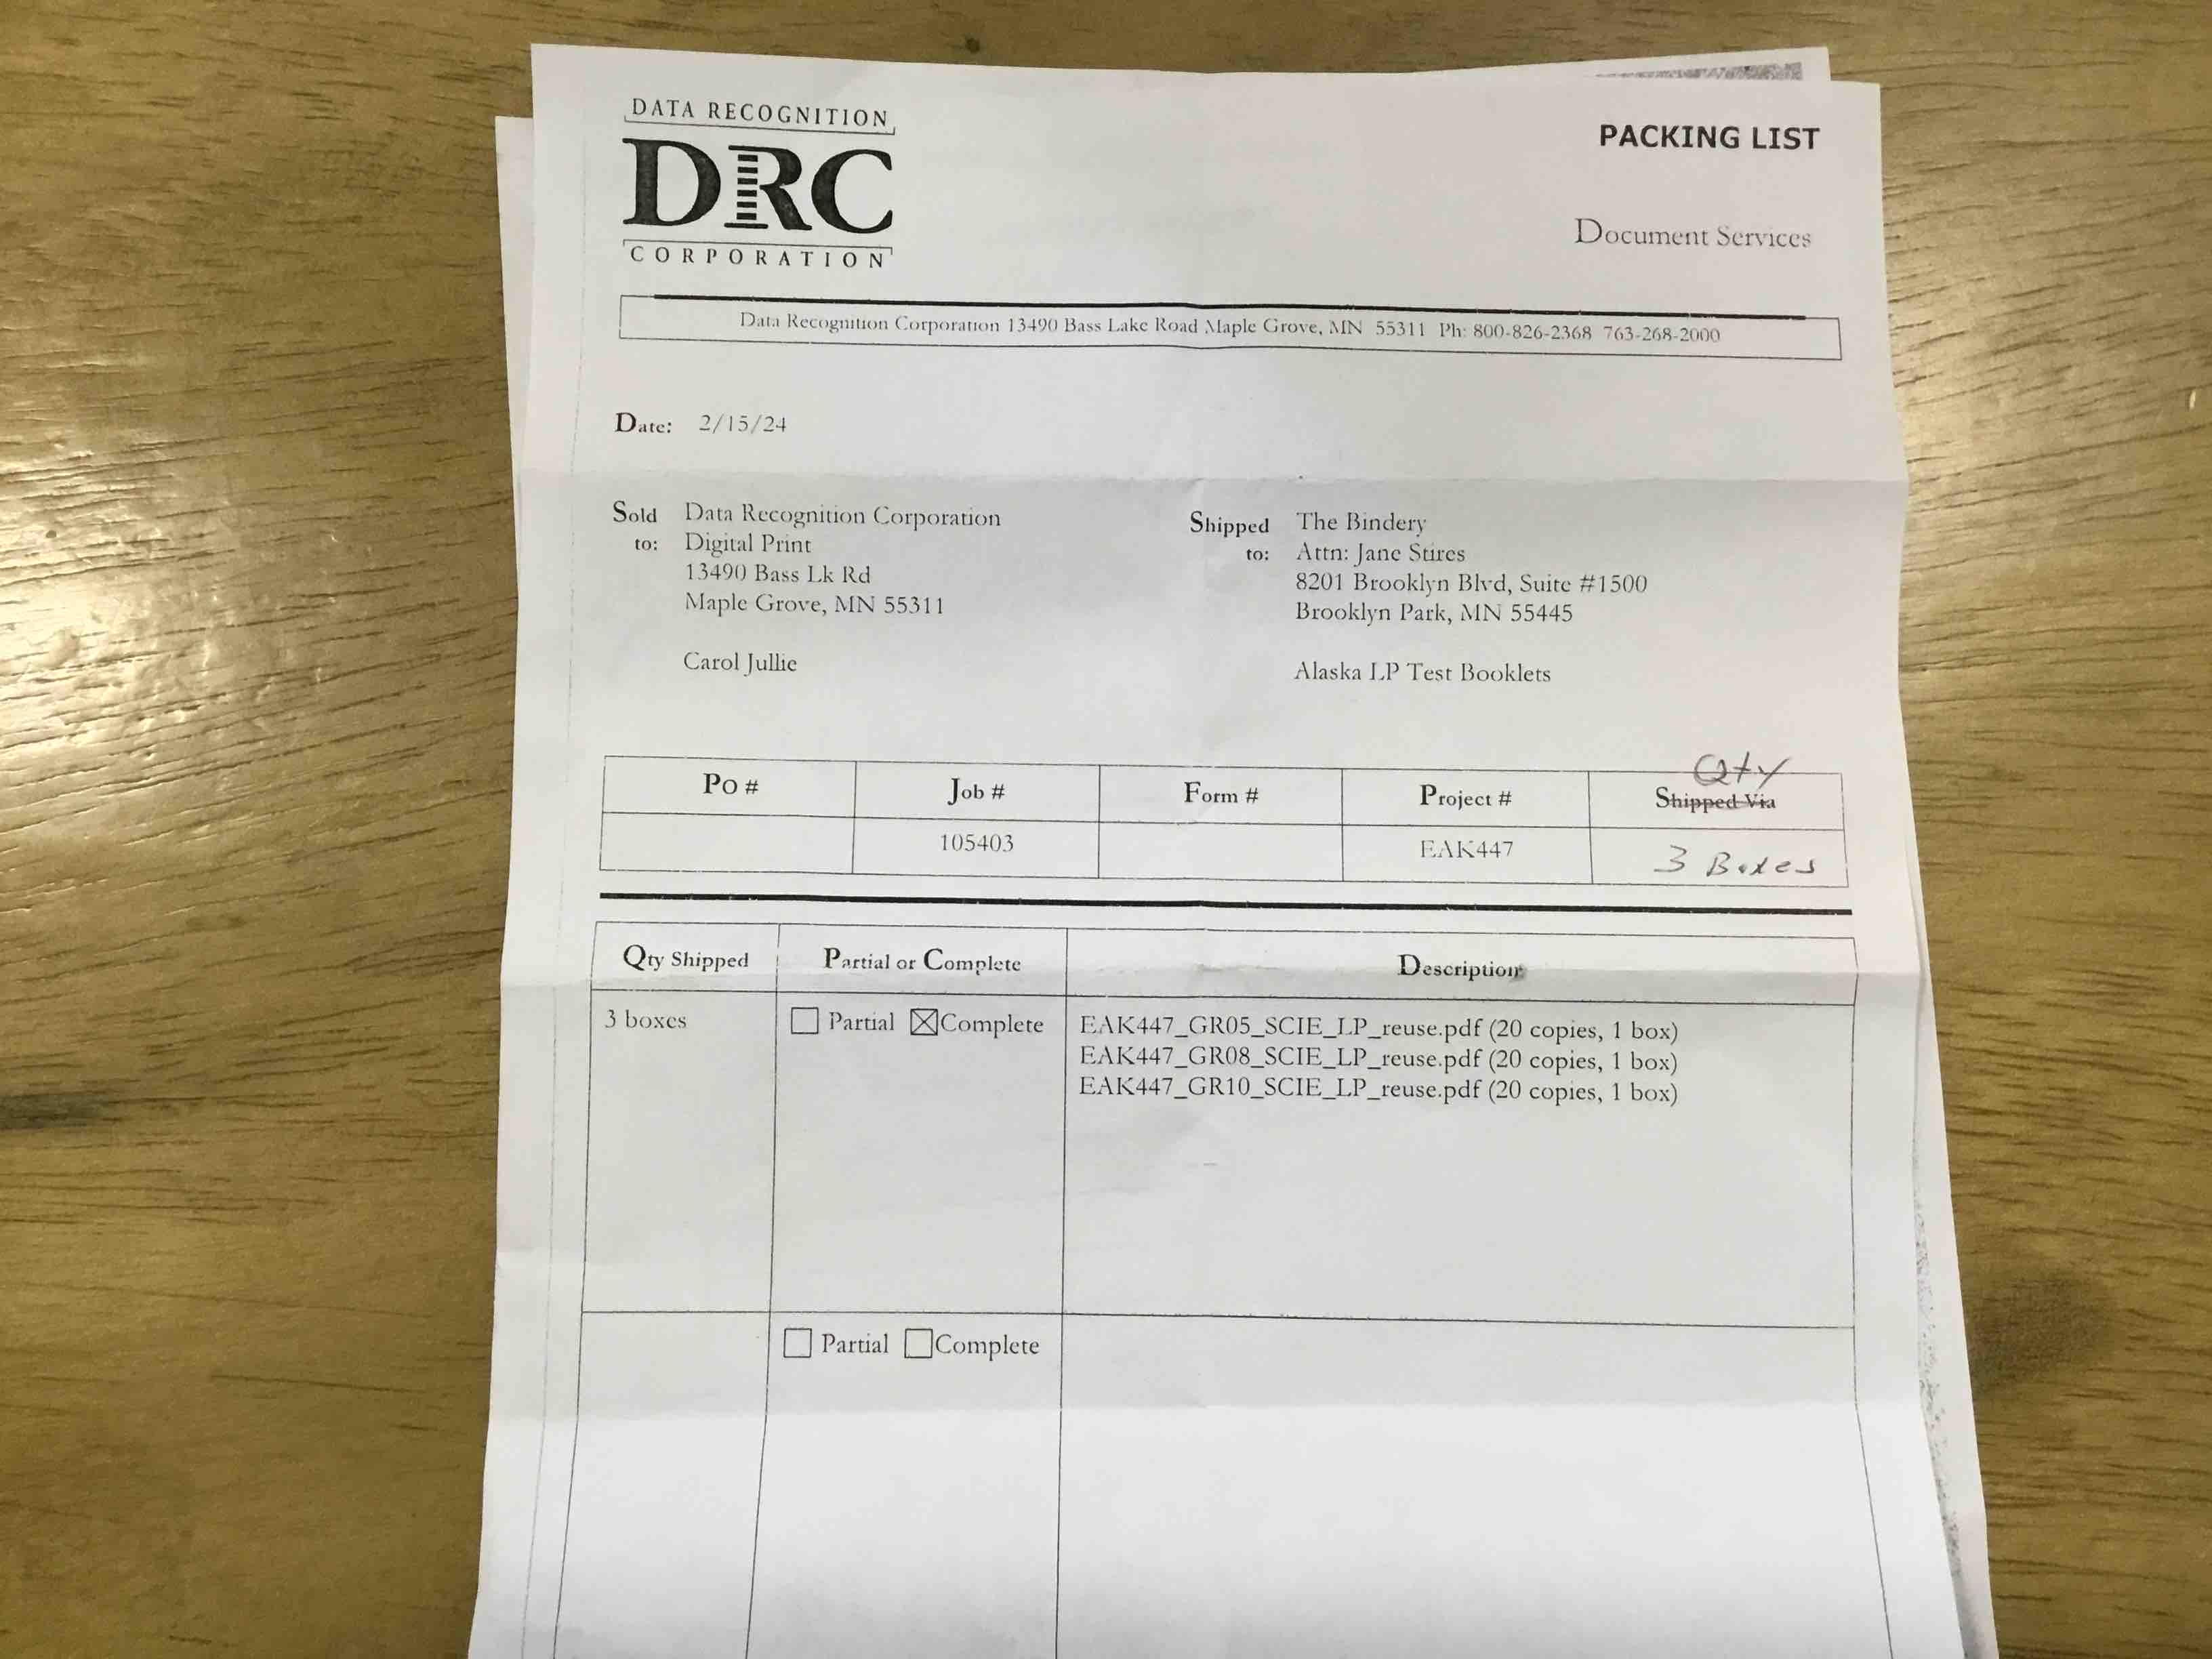 DATA RECOGNITION
DRC
CORPORATION
PACKING LIST
Document Services
Data Recognition Corporation 13490 Bass Lake Road Maple Grove, MN 55311 Ph: 800-826-2368 763-268-2000
Date: 2/15/24
Sold to:
Data Recognition Corporation
Digital Print
13490 Bass Lk Rd
Maple Grove, MN 55311
Carol Jullie
Shipped to:
The Bindery
Attn: Jane Stires
8201 Brooklyn Blvd, Suite #1500
Brooklyn Park, MN 55445
Alaska LP Test Booklets
Qty
Po # Job # Form # Project # Shipped Via
105403 EAK447 3 Boxes
Qty Shipped Partial or Complete Description
3 boxes Partial Complete EAK447_GR05_SCIE_LP_reuse.pdf (20 copies, 1 box)
EAK447_GR08_SCIE_LP_reuse.pdf (20 copies, 1 box)
EAK447_GR10_SCIE_LP_reuse.pdf (20 copies, 1 box)
Partial Complete